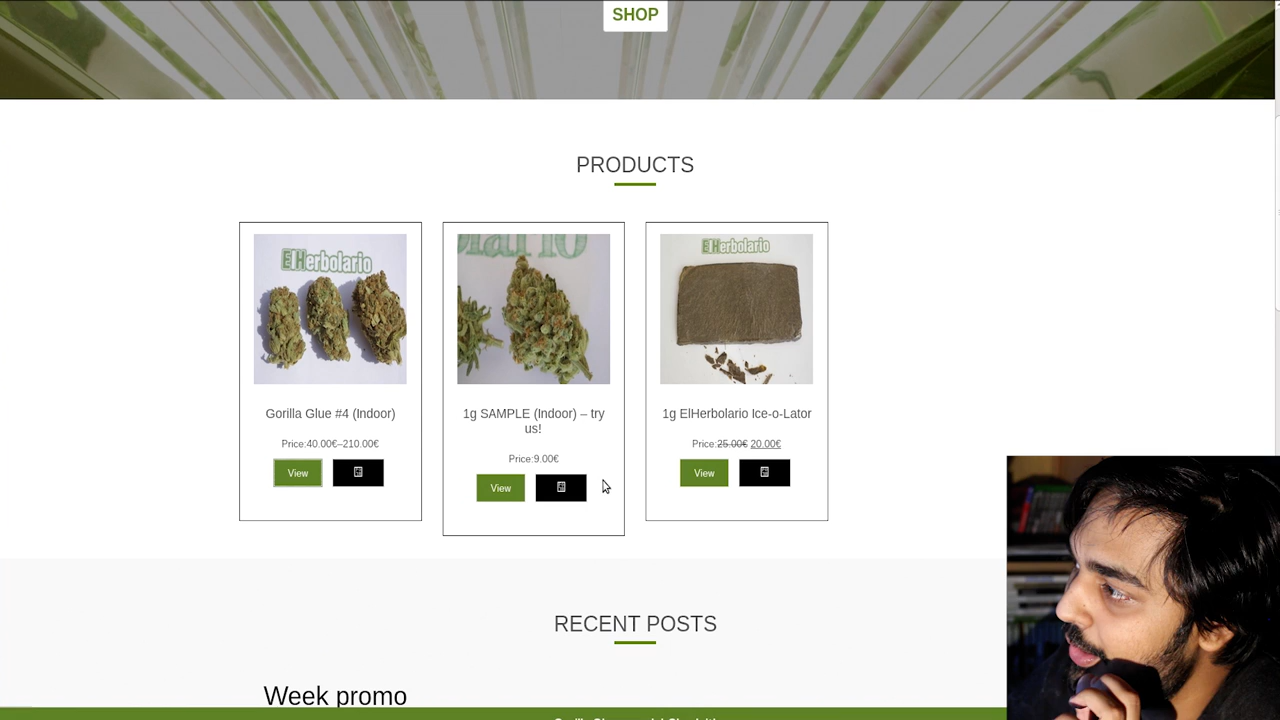 SHOP
PRODUCTS
ElHerbolario
ElHerbolario
Gorilla Glue #4 (Indoor)
Price:40.00€–210.00€
View
1g SAMPLE (Indoor) – try
us!
Price:9.00€
View
1g ElHerbolario Ice-o-Lator
Price:25.00€ 20.00€
View
RECENT POSTS
Week promo